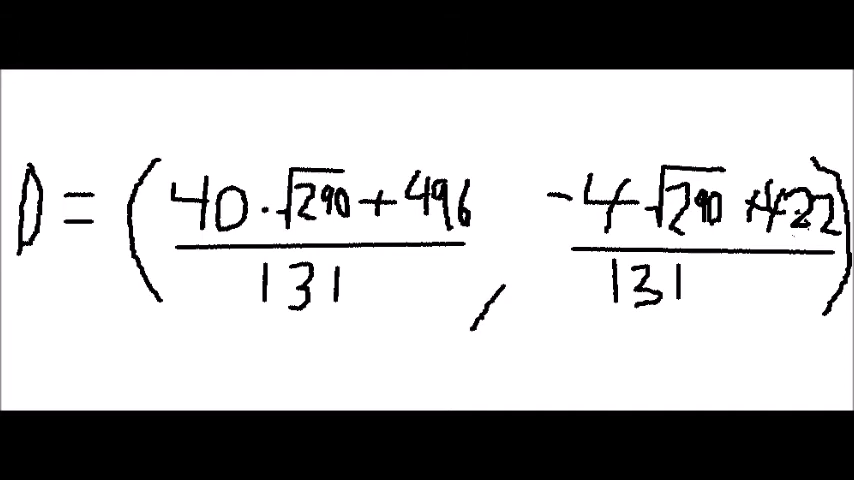 D = ( (40·√290 + 496)/131 , (-4√290 + 422)/131 )